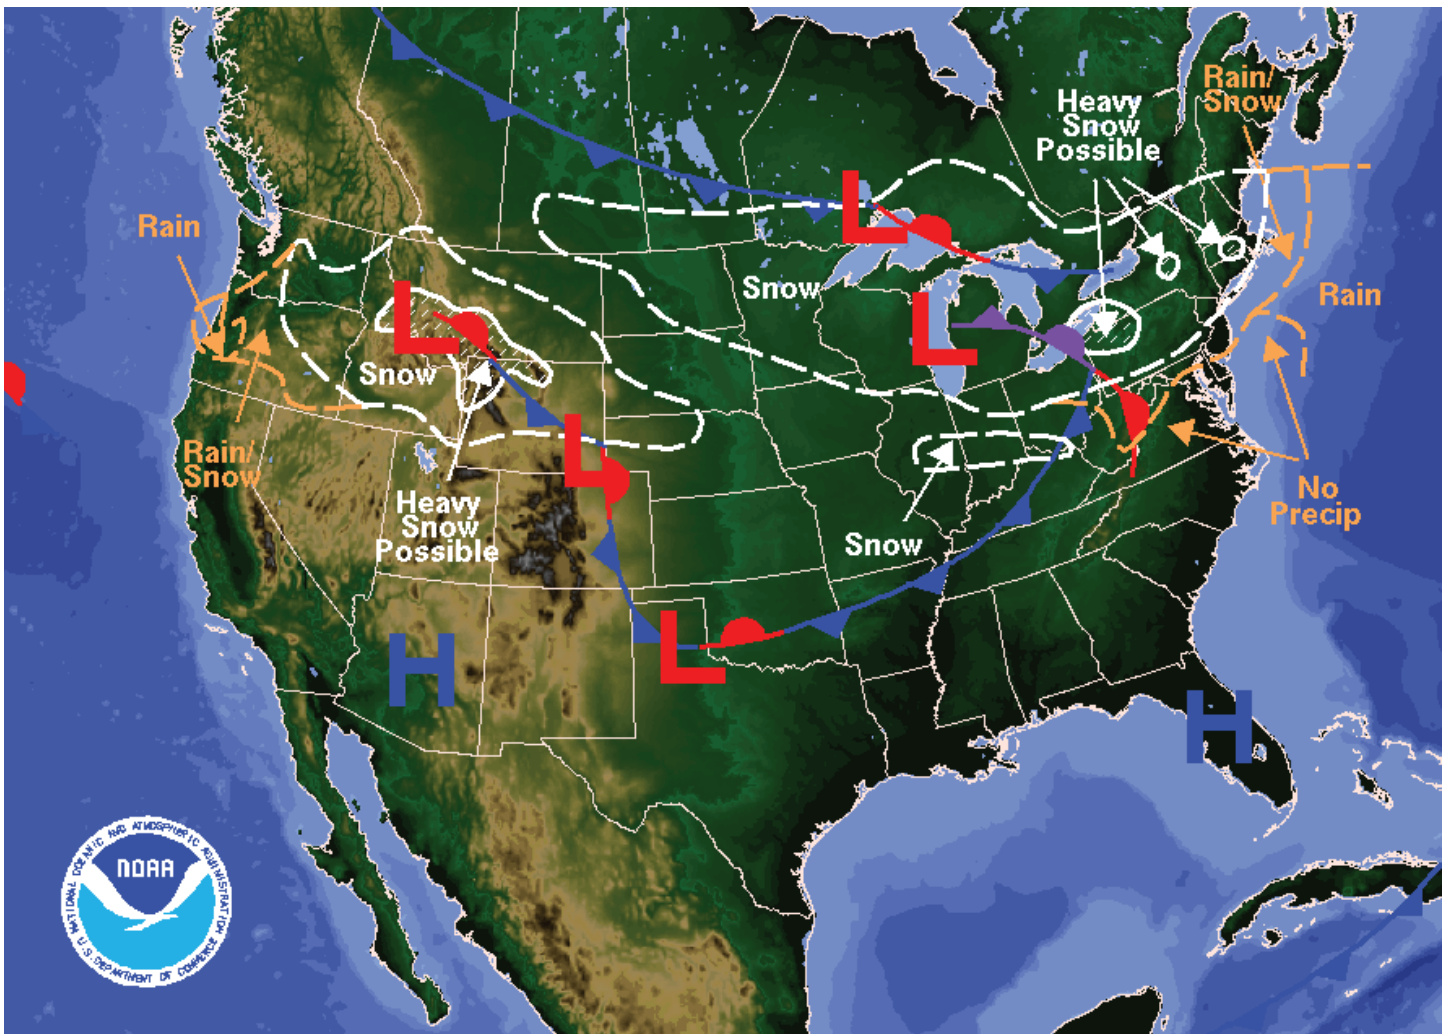 Rain/
Snow
Heavy
Snow
Possible
Rain
L
Snow
Rain
L
L
Snow
L
Rain/
Snow
Heavy
Snow
Possible
Snow
No
Precip
L
H
H
NOAA
NATIONAL OCEANIC AND ATMOSPHERIC ADMINISTRATION
U.S. DEPARTMENT OF COMMERCE